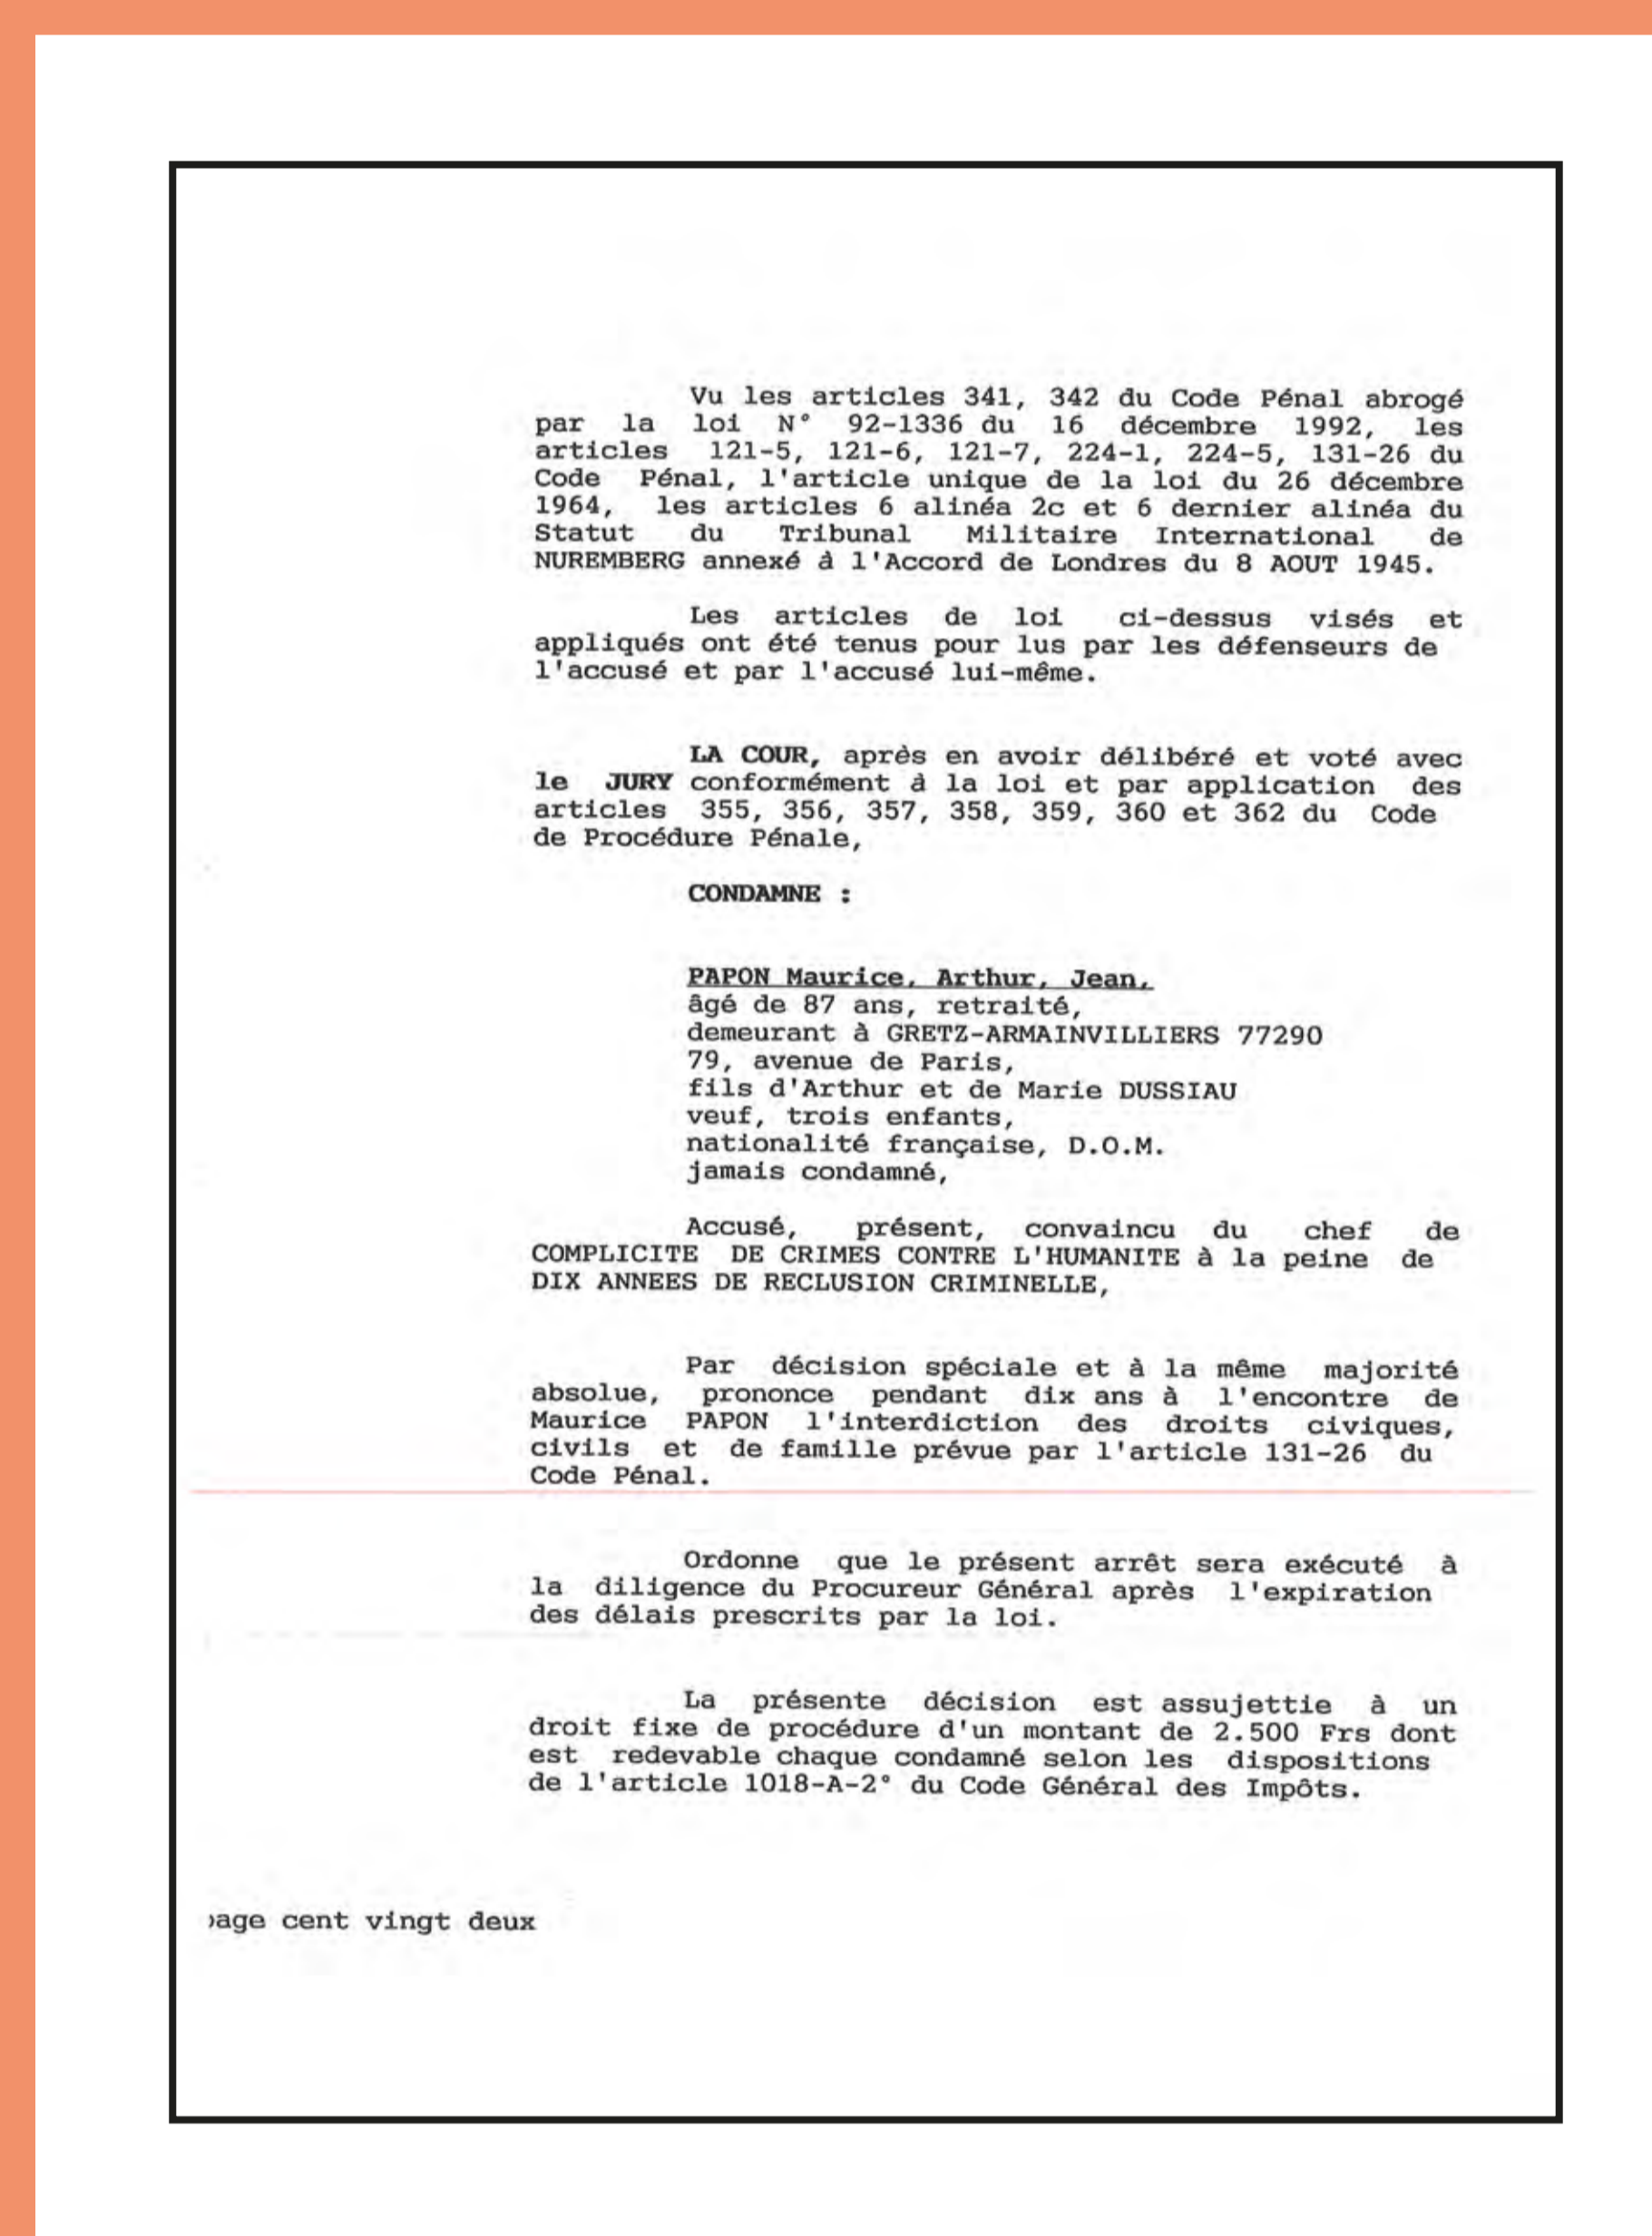 Vu les articles 341, 342 du Code Pénal abrogé
par la loi N° 92-1336 du 16 décembre 1992, les
articles 121-5, 121-6, 121-7, 224-1, 224-5, 131-26 du
Code Pénal, l'article unique de la loi du 26 décembre
1964, les articles 6 alinéa 2c et 6 dernier alinéa du
Statut du Tribunal Militaire International de
NUREMBERG annexé à l'Accord de Londres du 8 AOUT 1945.
Les articles de loi ci-dessus visés et
appliqués ont été tenus pour lus par les défenseurs de
l'accusé et par l'accusé lui-même.
LA COUR, après en avoir délibéré et voté avec
le JURY conformément à la loi et par application des
articles 355, 356, 357, 358, 359, 360 et 362 du Code
de Procédure Pénale,
CONDAMNE :
PAPON Maurice, Arthur, Jean,
âgé de 87 ans, retraité,
demeurant à GRETZ-ARMAINVILLIERS 77290
79, avenue de Paris,
fils d'Arthur et de Marie DUSSIAU
veuf, trois enfants,
nationalité française, D.O.M.
jamais condamné,
Accusé, présent, convaincu du chef de
COMPLICITE DE CRIMES CONTRE L'HUMANITE à la peine de
DIX ANNEES DE RECLUSION CRIMINELLE,
Par décision spéciale et à la même majorité
absolue, prononce pendant dix ans à l'encontre de
Maurice PAPON l'interdiction des droits civiques,
civils et de famille prévue par l'article 131-26 du
Code Pénal.
Ordonne que le présent arrêt sera exécuté à
la diligence du Procureur Général après l'expiration
des délais prescrits par la loi.
La présente décision est assujettie à un
droit fixe de procédure d'un montant de 2.500 Frs dont
est redevable chaque condamné selon les dispositions
de l'article 1018-A-2° du Code Général des Impôts.
page cent vingt deux